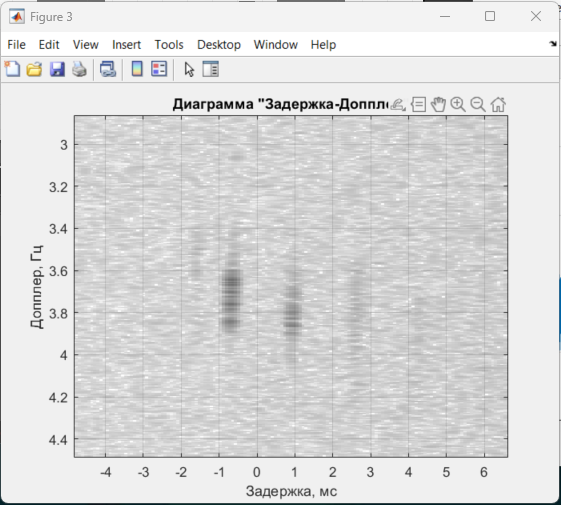 Figure 3
File Edit View Insert Tools Desktop Window Help
Диаграмма "Задержка-Доппле
3
3.2
3.4
3.6
3.8
4
4.2
4.4
Допплер, Гц
-4 -3 -2 -1 0 1 2 3 4 5 6
Задержка, мс